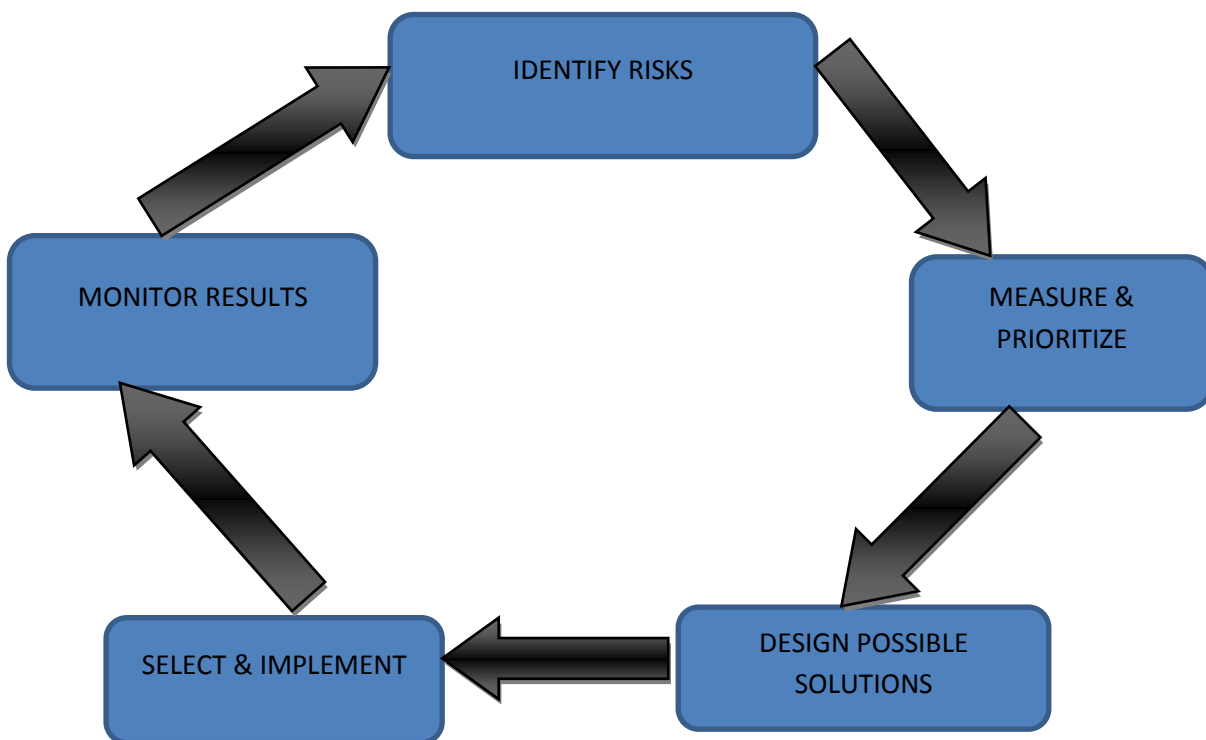 IDENTIFY RISKS
MEASURE &
PRIORITIZE
DESIGN POSSIBLE
SOLUTIONS
SELECT & IMPLEMENT
MONITOR RESULTS